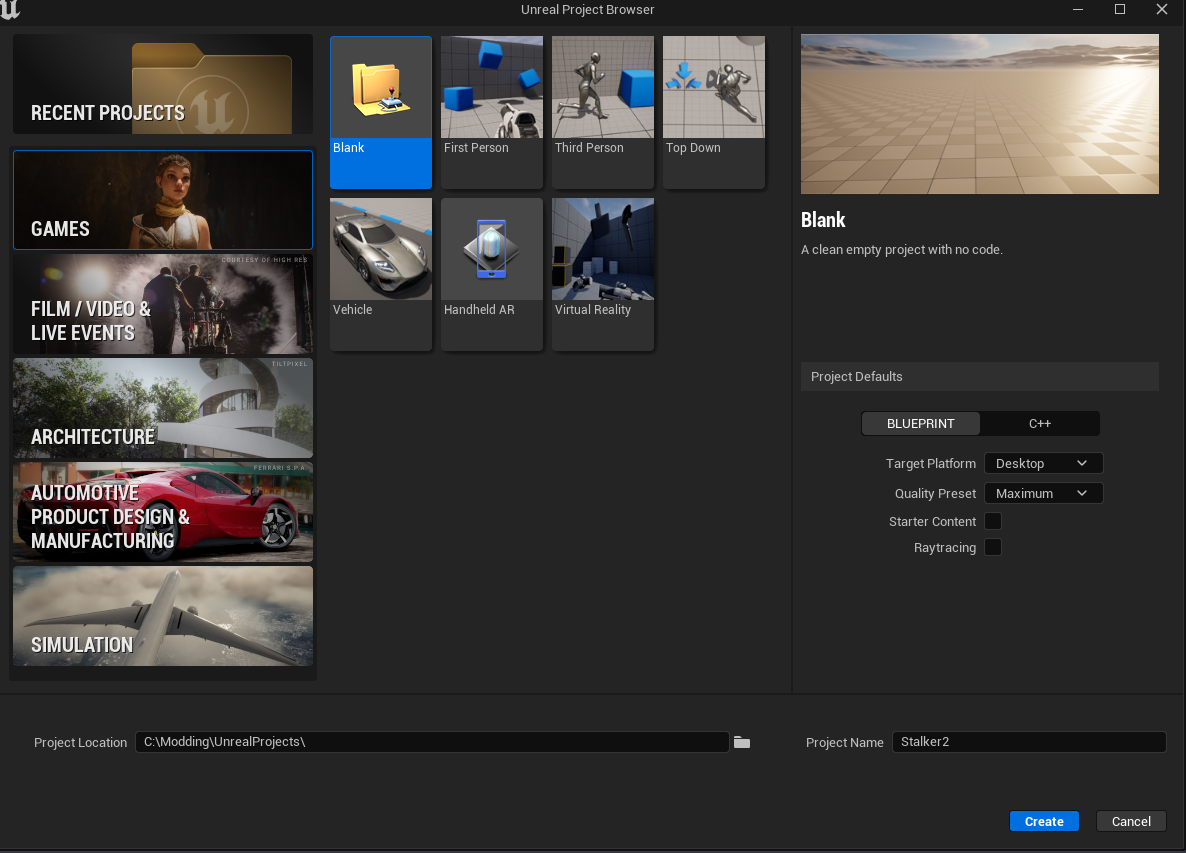 Unreal Project Browser
RECENT PROJECTS
GAMES
COURTESY OF HIGH RES
FILM / VIDEO &
LIVE EVENTS
TILTPIXEL
ARCHITECTURE
FERRARI S.P.A.
AUTOMOTIVE
PRODUCT DESIGN &
MANUFACTURING
SIMULATION
Blank
First Person
Third Person
Top Down
Vehicle
Handheld AR
Virtual Reality
Blank
A clean empty project with no code.
Project Defaults
BLUEPRINT
C++
Target Platform
Desktop
Quality Preset
Maximum
Starter Content
Raytracing
Project Location
C:\Modding\UnrealProjects\
Project Name
Stalker2
Create
Cancel